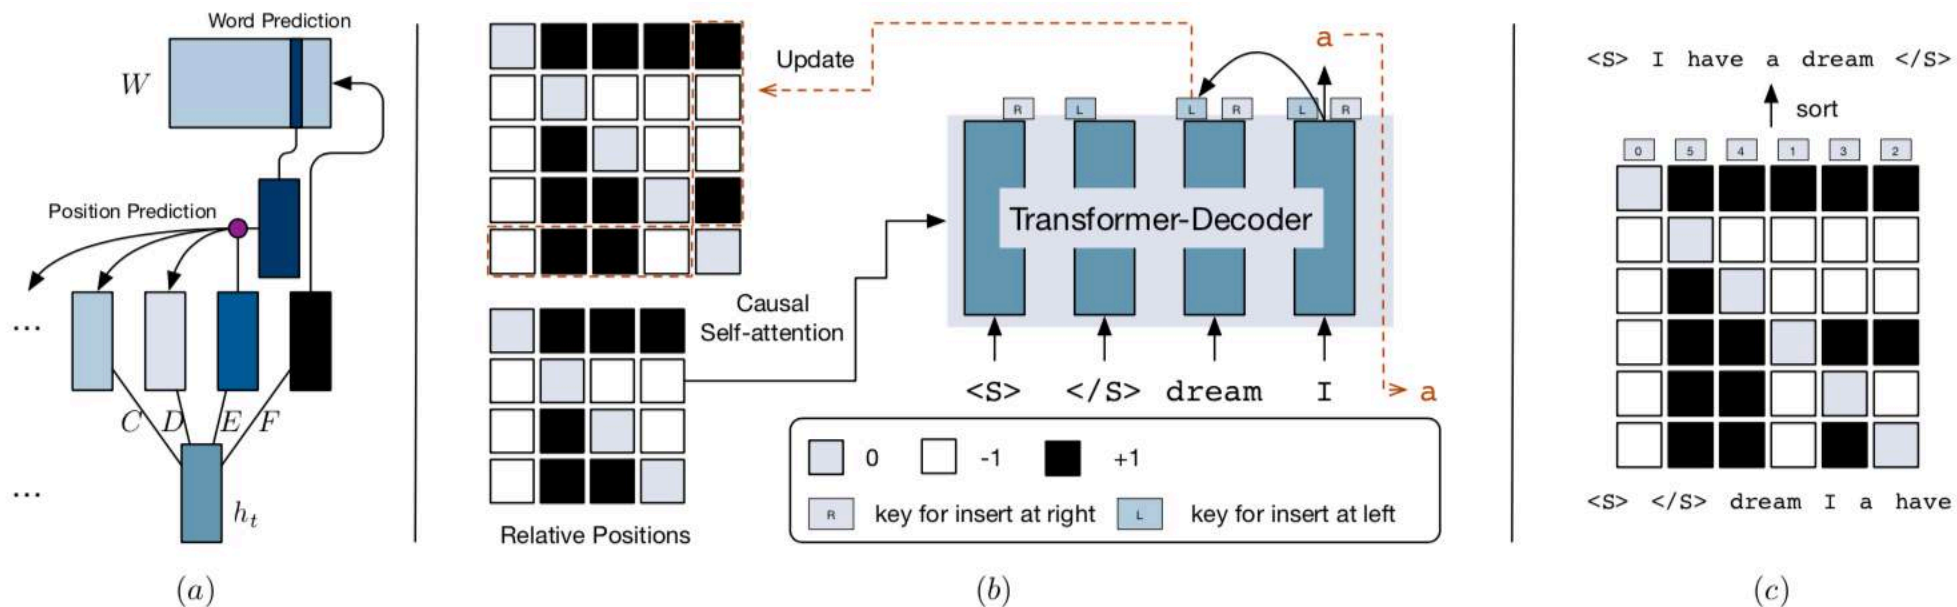 Word Prediction
W
Position Prediction
...
C D E F
...
h_t
(a)
Update
Causal
Self-attention
Relative Positions
a
R L L R L R
Transformer-Decoder
<S> </S> dream I a
0 -1 +1
R key for insert at right L key for insert at left
(b)
<S> I have a dream </S>
sort
0 5 4 1 3 2
<S> </S> dream I a have
(c)